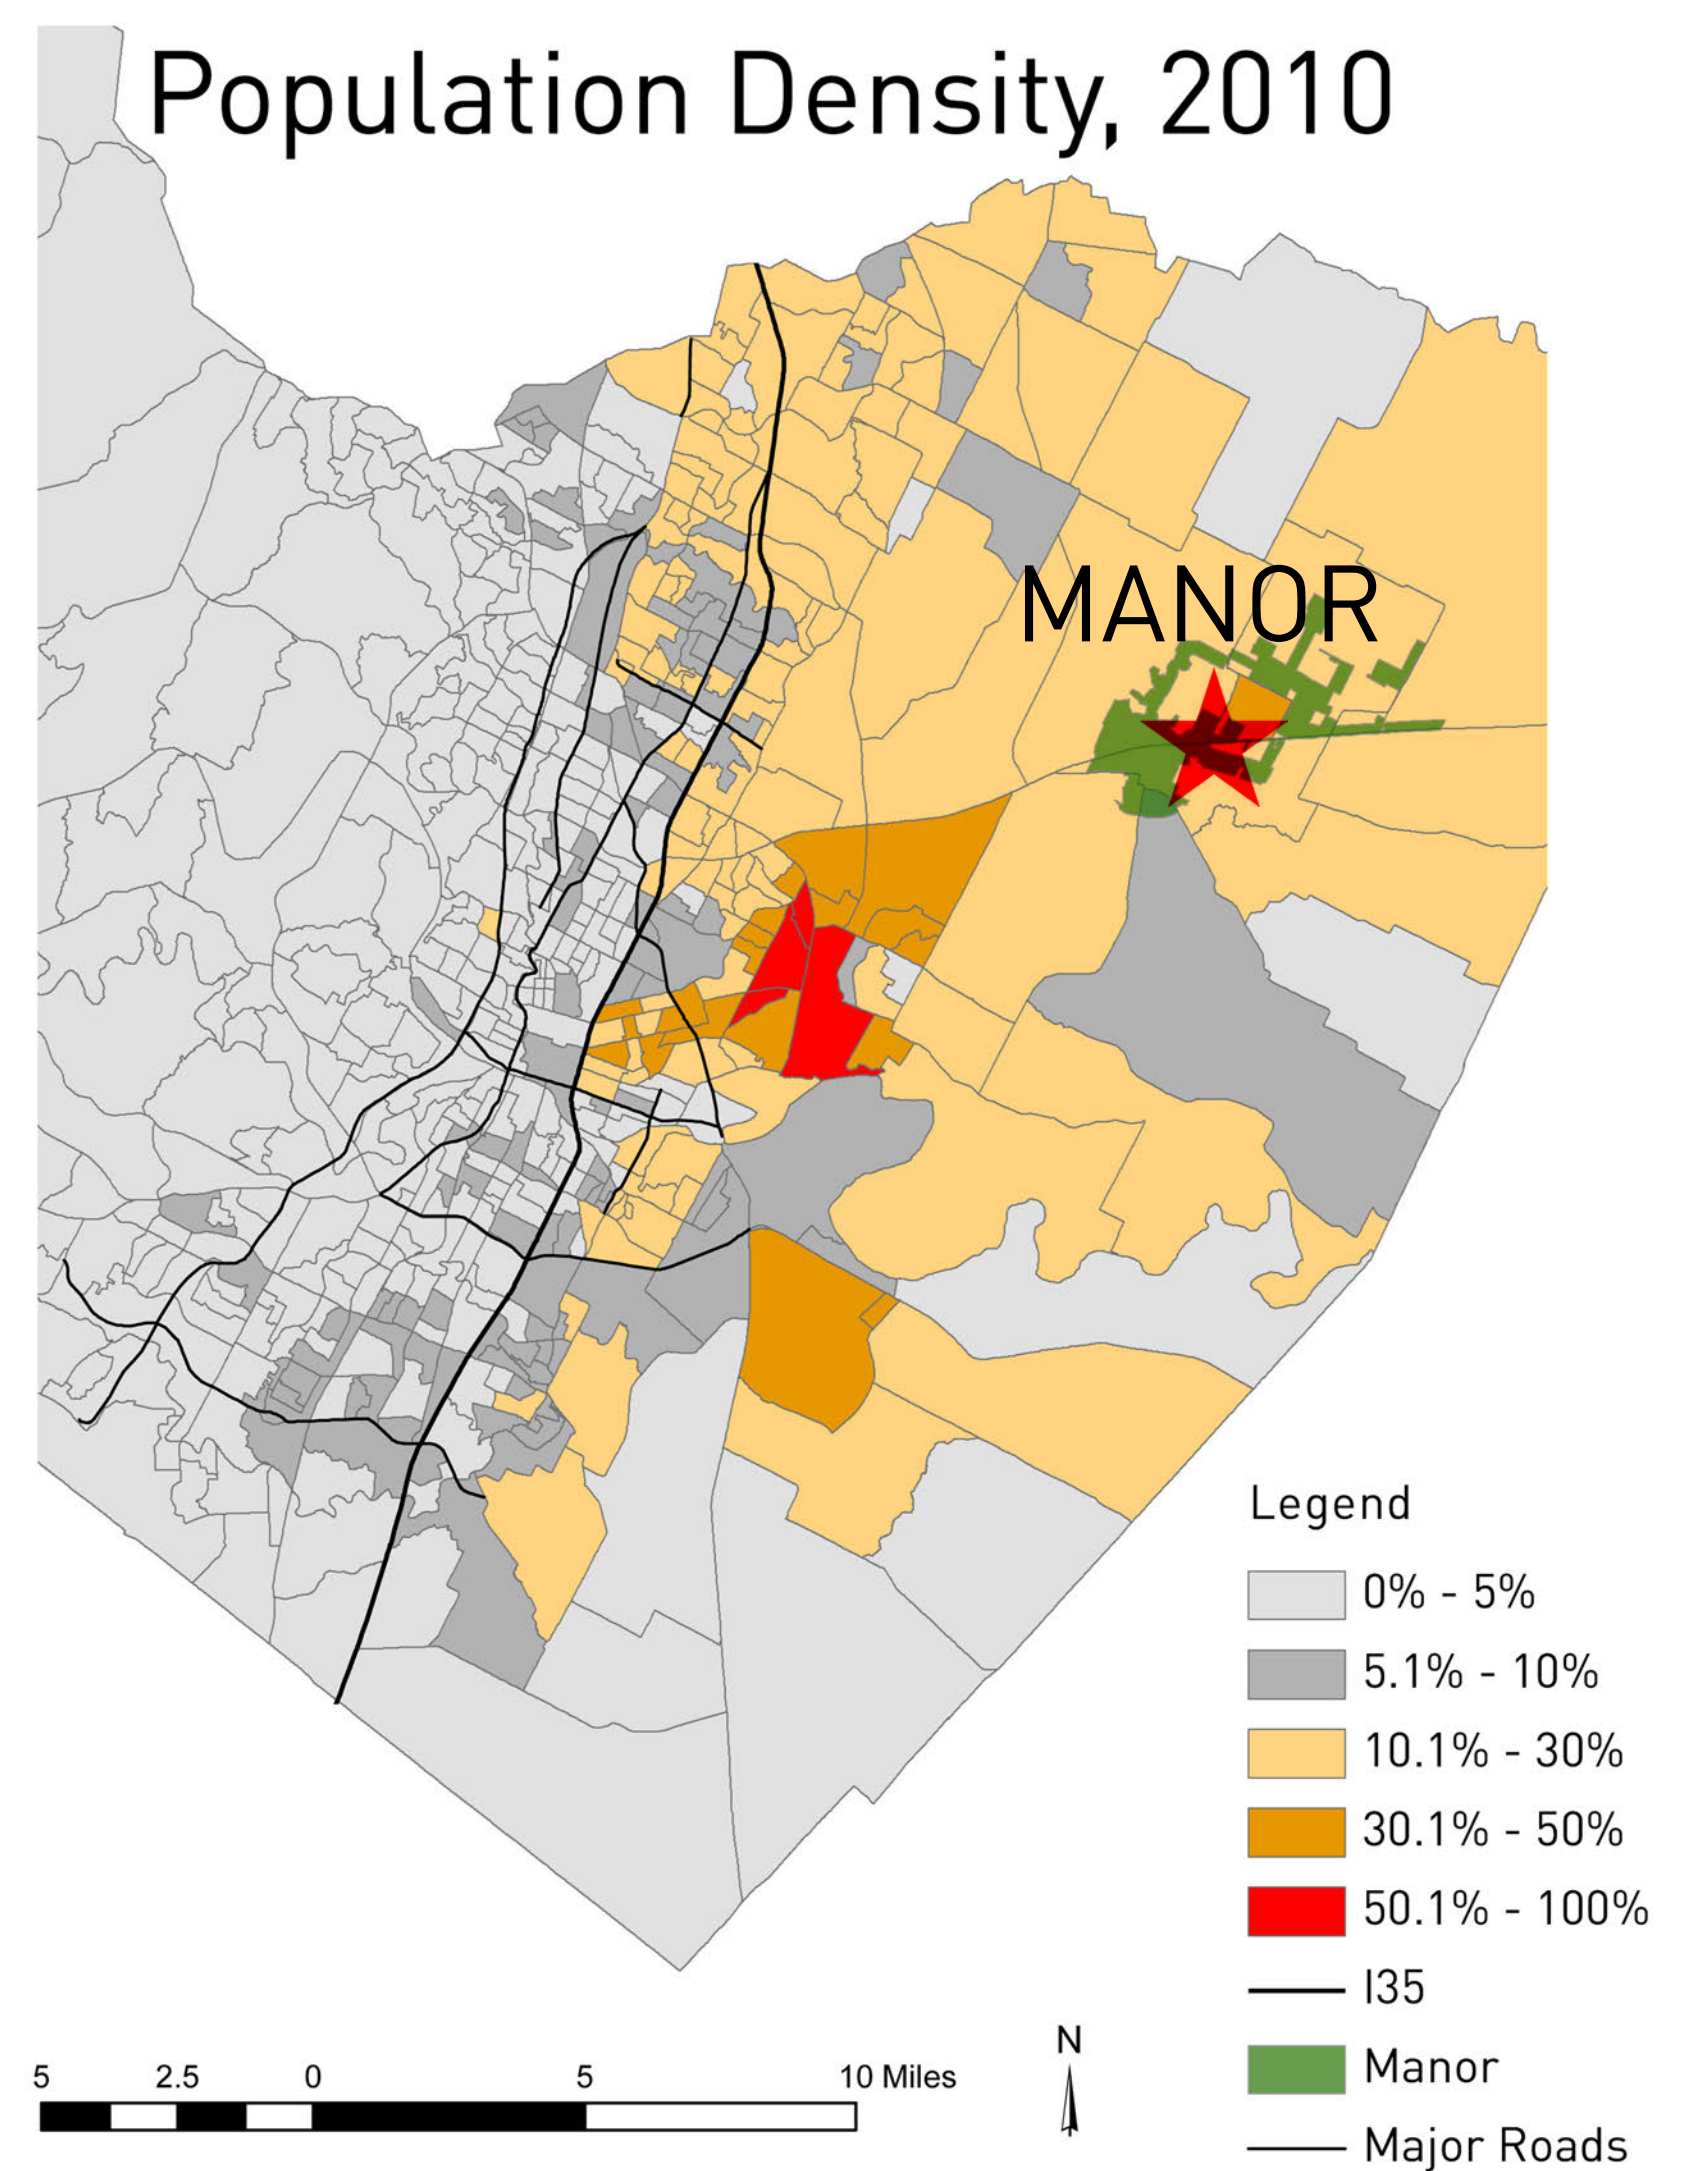 Population Density, 2010
MANOR
Legend
0% - 5%
5.1% - 10%
10.1% - 30%
30.1% - 50%
50.1% - 100%
I35
Manor
Major Roads
N
5 2.5 0 5 10 Miles